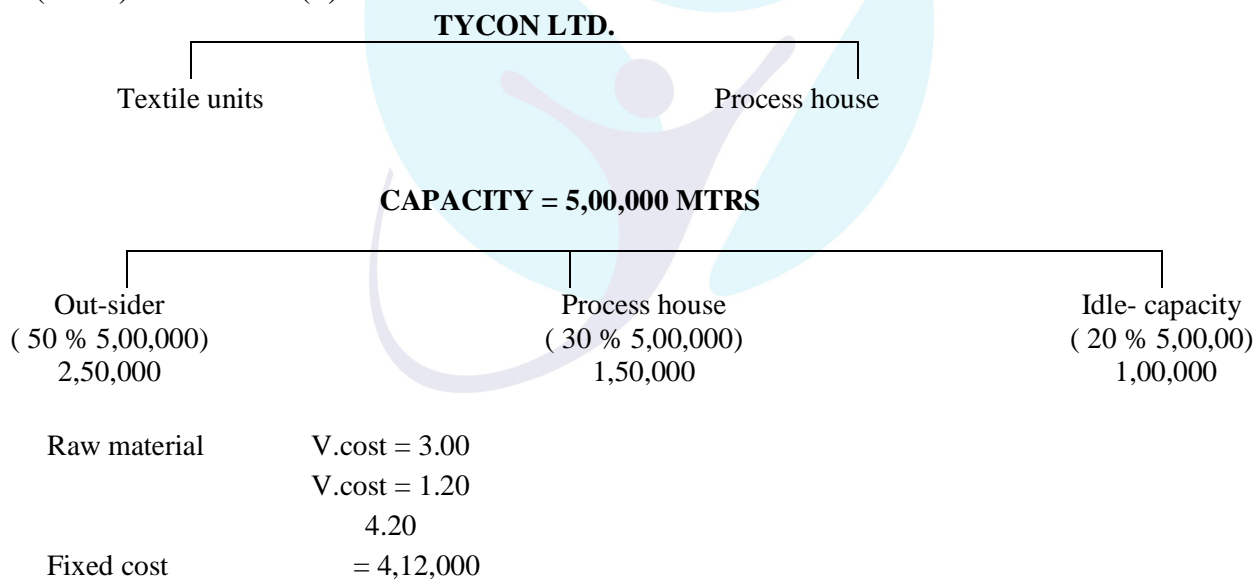 TYCON LTD.
Textile units Process house
CAPACITY = 5,00,000 MTRS
Out-sider Process house Idle- capacity
( 50 % 5,00,000) ( 30 % 5,00,000) ( 20 % 5,00,00)
2,50,000 1,50,000 1,00,000
Raw material V.cost = 3.00
V.cost = 1.20
4.20
Fixed cost = 4,12,000